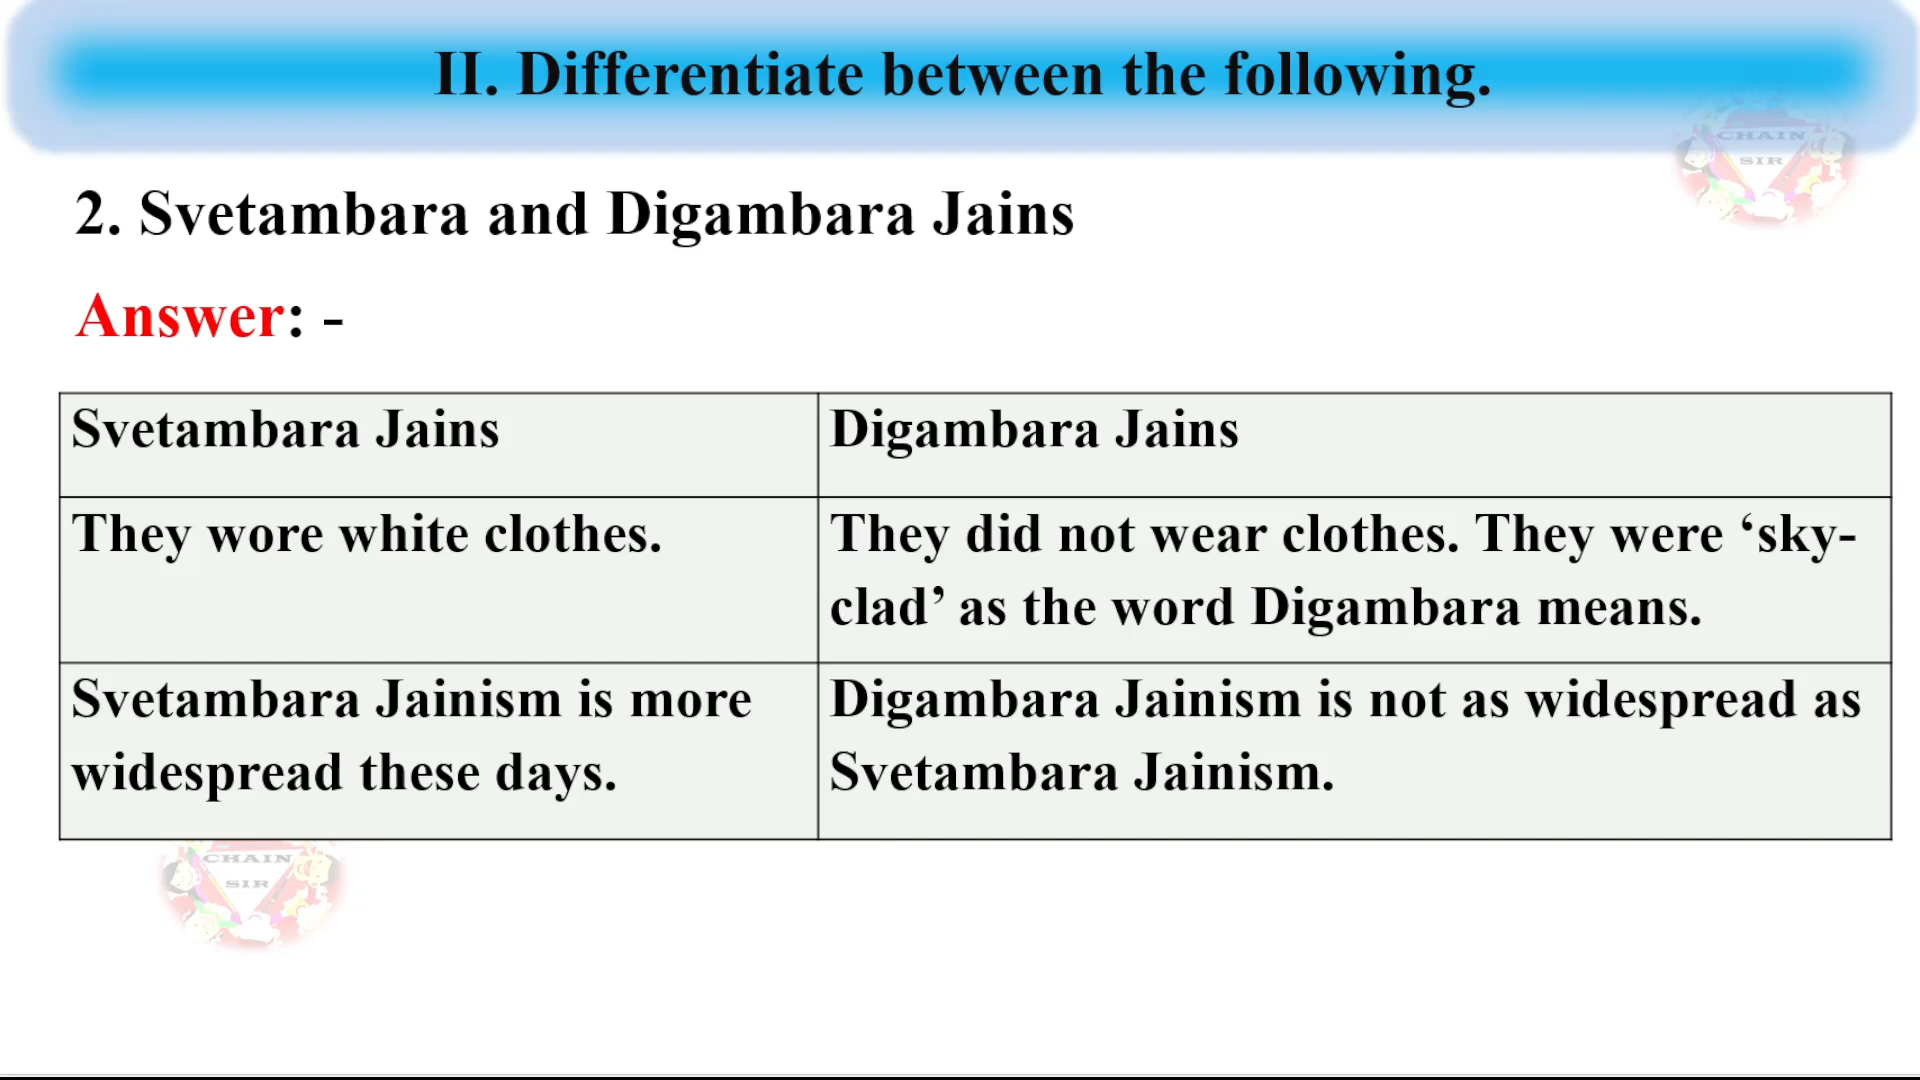 II. Differentiate between the following.
CHAIN
SIR
2. Svetambara and Digambara Jains
Answer: -
Svetambara Jains
Digambara Jains
They wore white clothes.
They did not wear clothes. They were ‘sky-
clad’ as the word Digambara means.
Svetambara Jainism is more
widespread these days.
Digambara Jainism is not as widespread as
Svetambara Jainism.
CHAIN
SIR